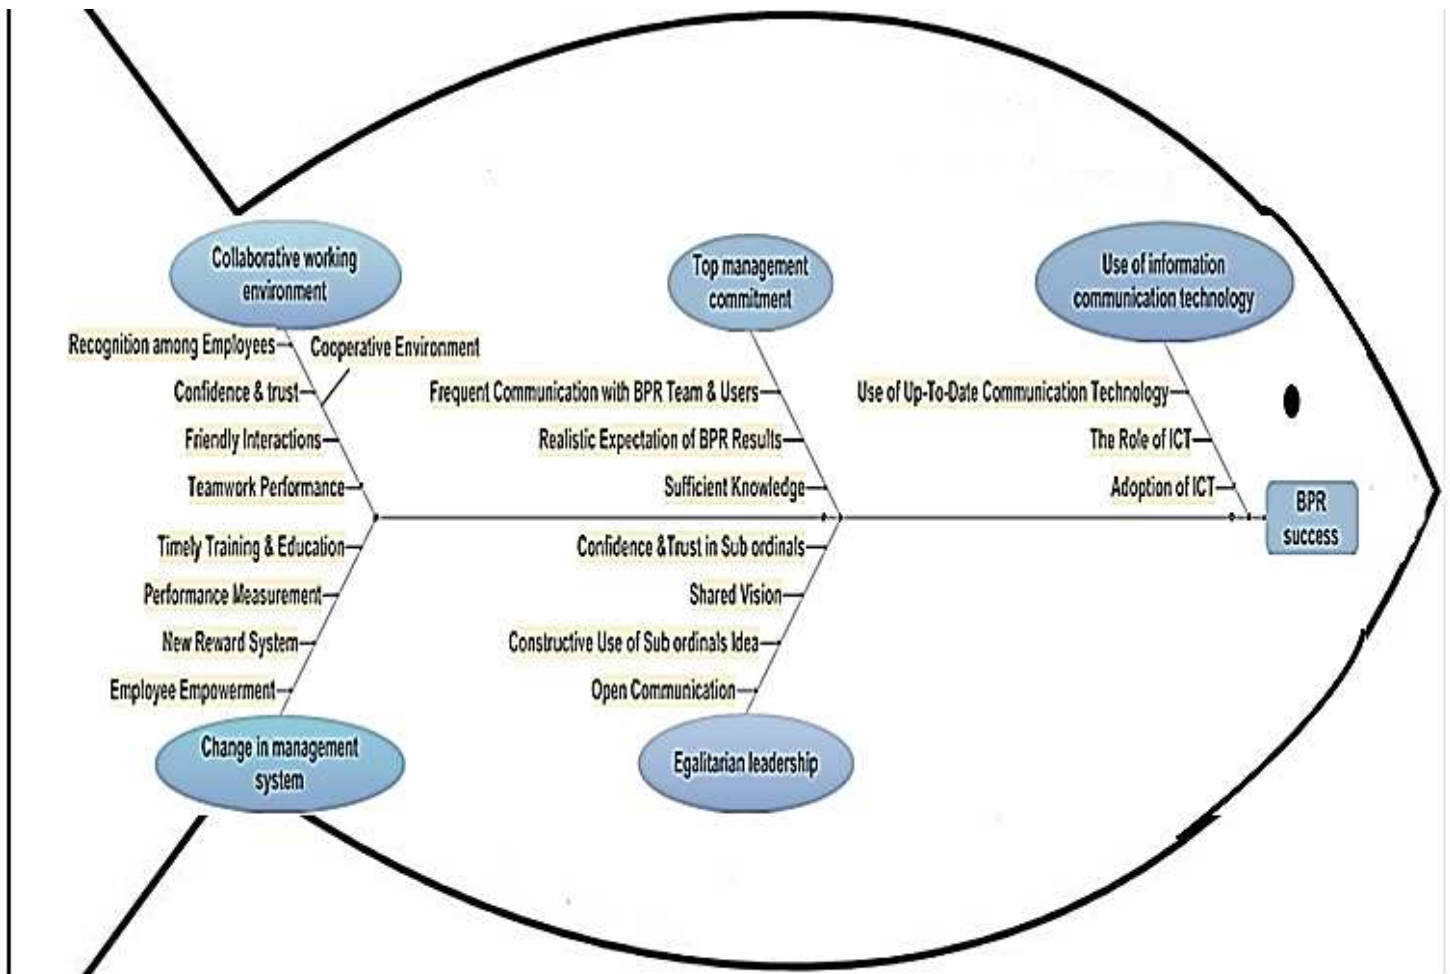 Collaborative working
environment
Top management
commitment
Use of information
communication technology
Recognition among Employees
Cooperative Environment
Confidence & trust
Friendly Interactions
Teamwork Performance
Frequent Communication with BPR Team & Users
Realistic Expectation of BPR Results
Sufficient Knowledge
Use of Up-To-Date Communication Technology
The Role of ICT
Adoption of ICT
BPR
success
Timely Training & Education
Performance Measurement
New Reward System
Employee Empowerment
Confidence &Trust in Sub ordinals
Shared Vision
Constructive Use of Sub ordinals Idea
Open Communication
Change in management
system
Egalitarian leadership